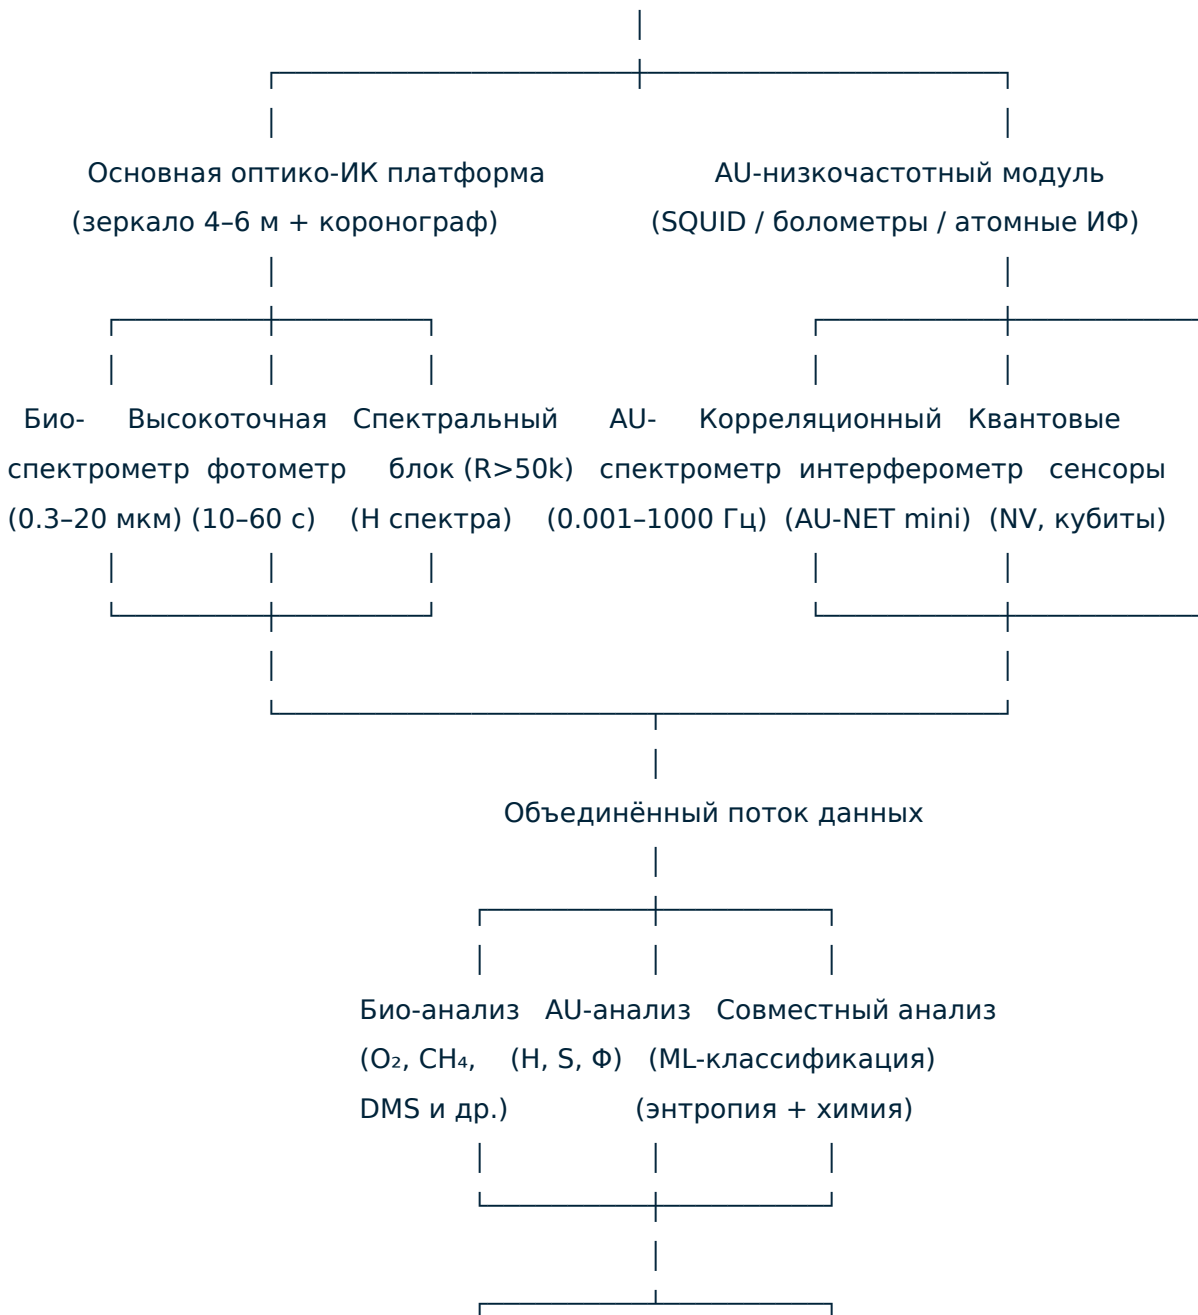 Основная оптико-ИК платформа AU-низкочастотный модуль
(зеркало 4–6 м + коронограф) (SQUID / болометры / атомные ИФ)
Био- Высокоточная Спектральный AU- Корреляционный Квантовые
спектрометр фотометр блок (R>50k) спектрометр интерферометр сенсоры
(0.3–20 мкм) (10–60 с) (H спектра) (0.001–1000 Гц) (AU-NET mini) (NV, кубиты)
Объединённый поток данных
Био-анализ AU-анализ Совместный анализ
(O₂, CH₄, (H, S, Φ) (ML-классификация)
DMS и др.) (энтропия + химия)